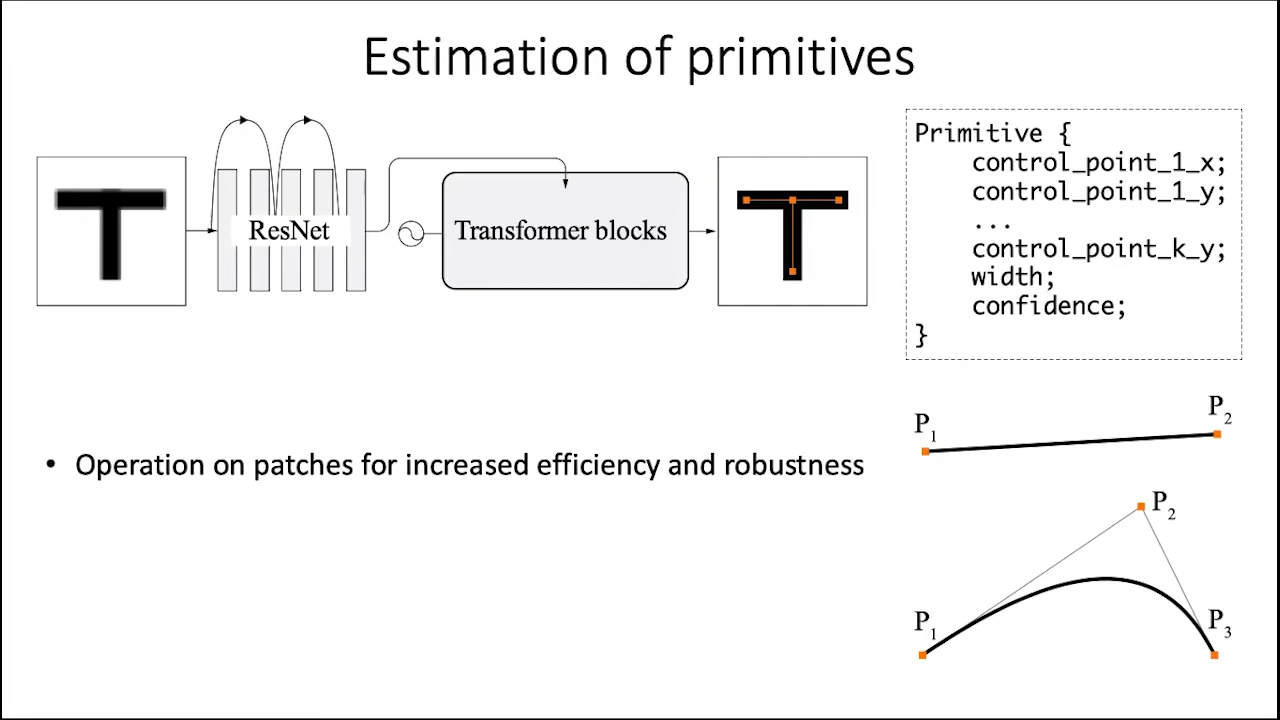 Estimation of primitives
ResNet
Transformer blocks
Primitive {
control_point_1_x;
control_point_1_y;
...
control_point_k_y;
width;
confidence;
}
• Operation on patches for increased efficiency and robustness
P1
P2
P2
P1
P3